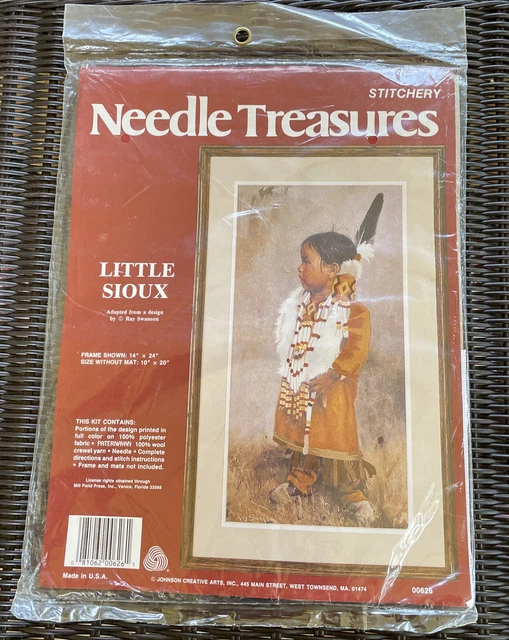 STITCHERY
Needle Treasures
LITTLE
SIOUX
Adapted from a design
by © Ray Swanson
FRAME SHOWN: 14" × 24"
SIZE WITHOUT MAT: 10" × 20"
THIS KIT CONTAINS:
Portions of the design printed in
full color on 100% polyester
fabric • PATERNAYAN 100% wool
crewel yarn • Needle • Complete
directions and stitch instructions
• Frame and mats not included.
License rights obtained through
Mill Pond Press, Inc., Venice, Florida 33595
0 81062 00626 1
Made in U.S.A.
© JOHNSON CREATIVE ARTS, INC., 445 MAIN STREET, WEST TOWNSEND, MA. 01474
00626